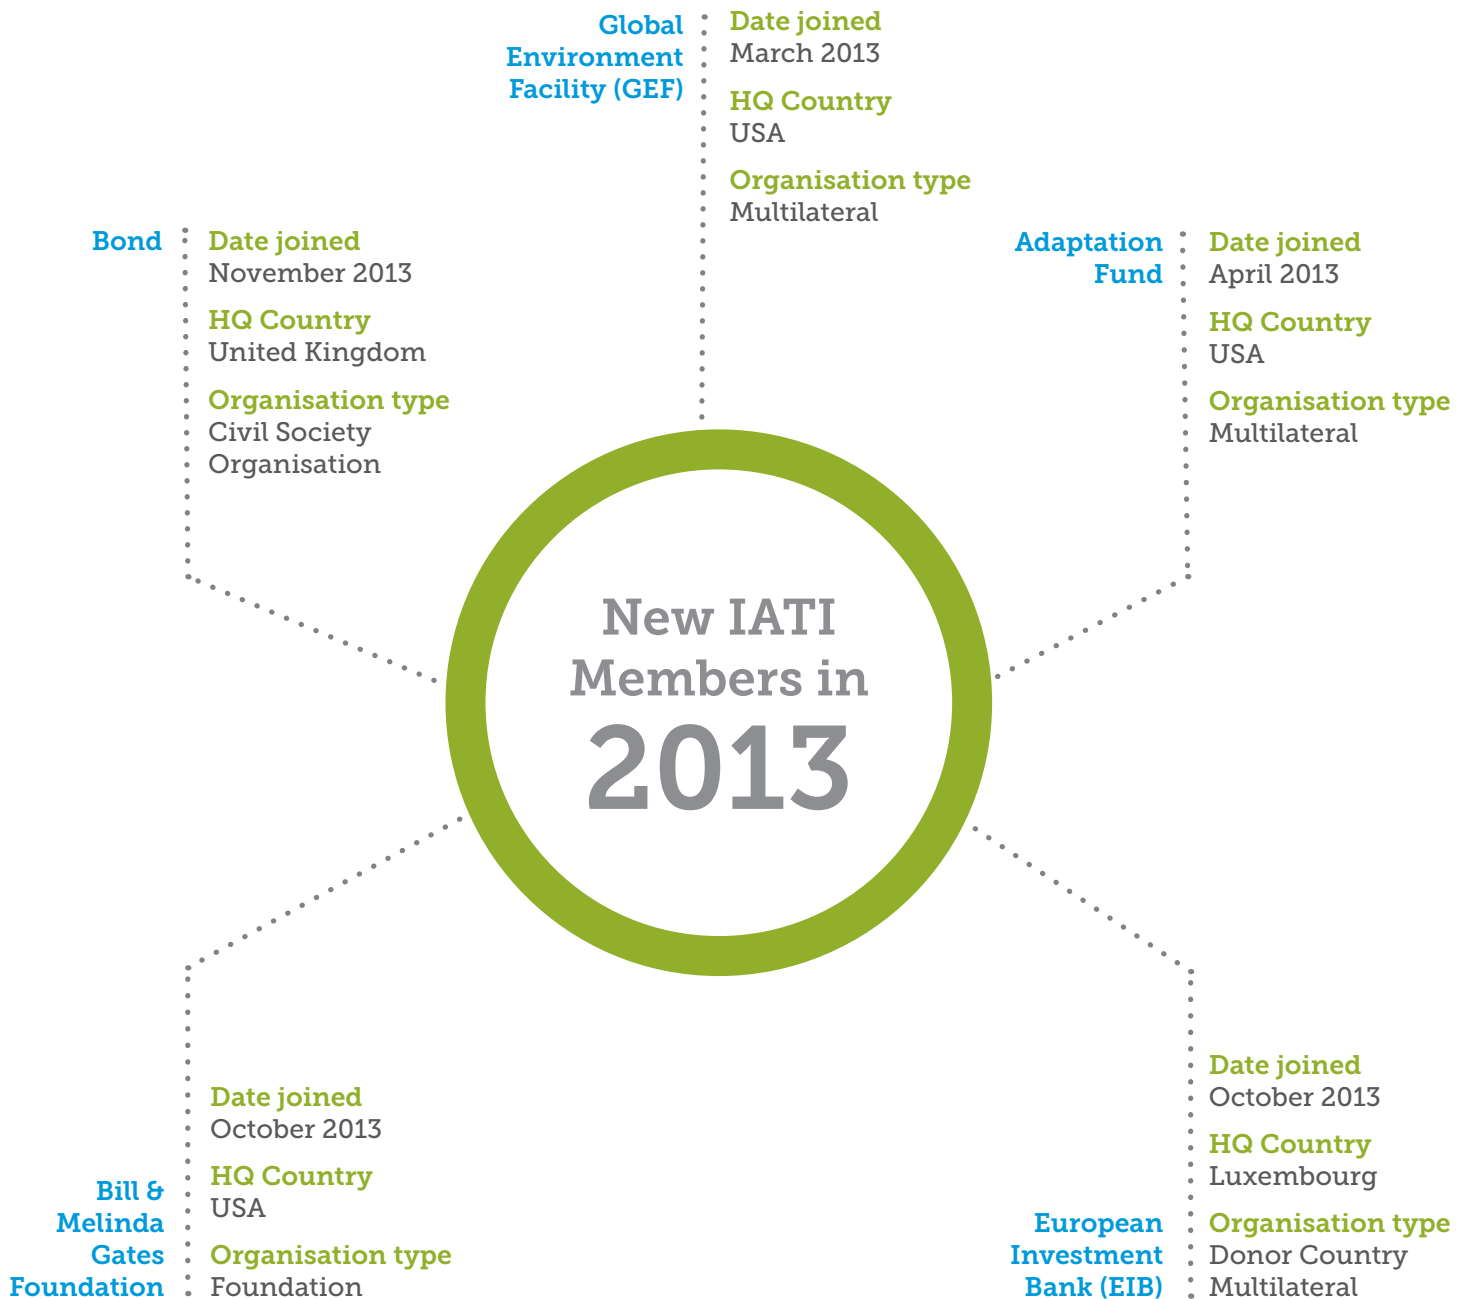 Global
Environment
Facility (GEF)
Date joined
March 2013
HQ Country
USA
Organisation type
Multilateral
Bond
Date joined
November 2013
HQ Country
United Kingdom
Organisation type
Civil Society
Organisation
Adaptation
Fund
Date joined
April 2013
HQ Country
USA
Organisation type
Multilateral
New IATI
Members in
2013
Bill &
Melinda
Gates
Foundation
Date joined
October 2013
HQ Country
USA
Organisation type
Foundation
European
Investment
Bank (EIB)
Date joined
October 2013
HQ Country
Luxembourg
Organisation type
Donor Country
Multilateral